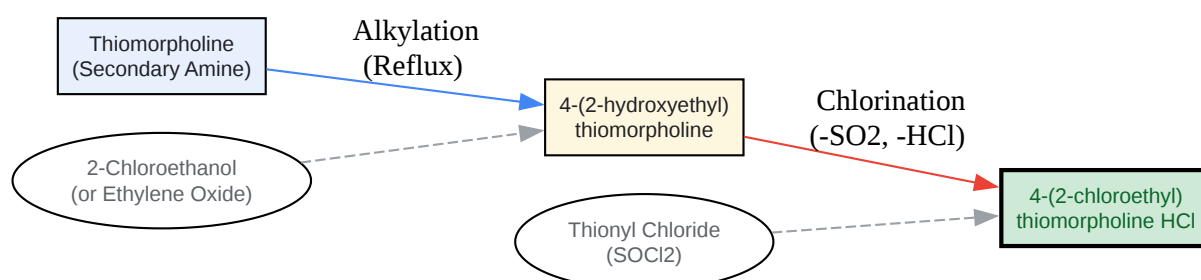 Thiomorpholine
(Secondary Amine)
Alkylation
(Reflux)
2-Chloroethanol
(or Ethylene Oxide)
4-(2-hydroxyethyl)
thiomorpholine
Chlorination
(-SO2, -HCl)
Thionyl Chloride
(SOCl2)
4-(2-chloroethyl)
thiomorpholine HCl